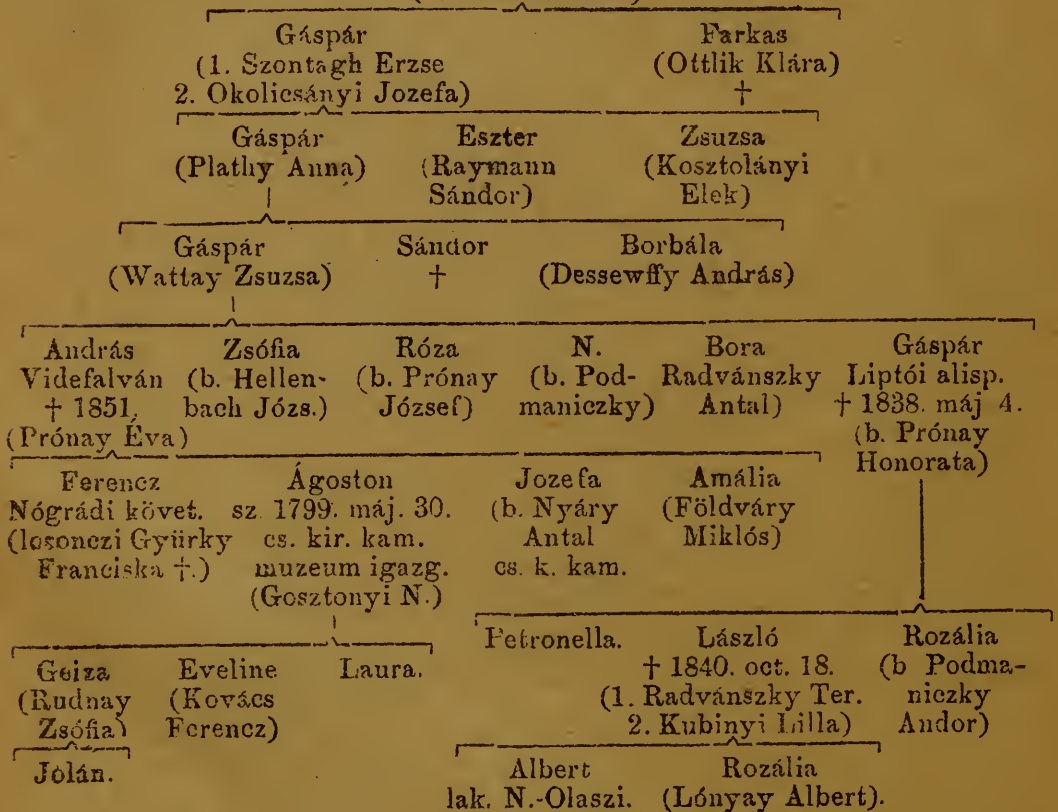 Gáspár Farkas
(1. Szontagh Erzse (Ottlik Klára)
2. Okolicsányi Jozefa) †
Gáspár Eszter Zsuzsa
(Plathy Anna) (Raymann (Kosztolányi
Sándor) Elek)
Gáspár Sándor Borbála
(Wattay Zsuzsa) † (Dessewffy András)
András Zsófia Róza N. Bora Gáspár
Videfalván (b. Hellen- (b. Prónay (b. Pod- Radvánszky Liptói alisp.
† 1851. bach Józs.) József) maniczky) Antal) † 1838. máj 4.
(Prónay Éva) (b. Prónay
Honorata)
Ferencz Ágoston Jozefa Amália
Nógrádi követ. sz 1799. máj. 30. (b. Nyáry (Földváry
(losonczi Gyürky cs. kir. kam. Antal Miklós)
Franciska †.) muzeum igazg. cs. k. kam.
(Gosztonyi N.)
Petronella. László Rozália
Geiza Eveline Laura. † 1840. oct. 18. (b Podma-
(Rudnay (Kovács (1. Radvánszky Ter. niczky
Zsófia) Ferencz) 2. Kubinyi Lilla) Andor)
Jolán. Albert Rozália
lak. N.-Olaszi. (Lónyay Albert).